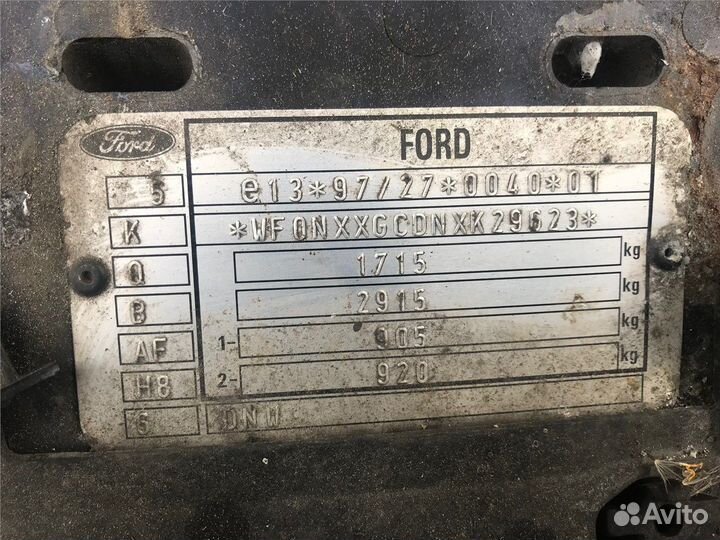 Ford
FORD
5 e13*97/27*0040*01
K *WF0NXXGCDNXK29623*
Q 1715 kg
B 2915 kg
AF 1- 905 kg
H8 2- 920 kg
6 DNW
Avito